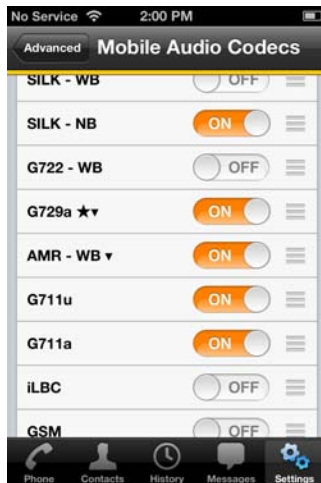 No Service 2:00 PM
Advanced Mobile Audio Codecs
SILK - WB OFF
SILK - NB ON
G722 - WB OFF
G729a ★▾ ON
AMR - WB ▾ ON
G711u ON
G711a ON
iLBC OFF
GSM OFF
Phone Contacts History Messages Settings